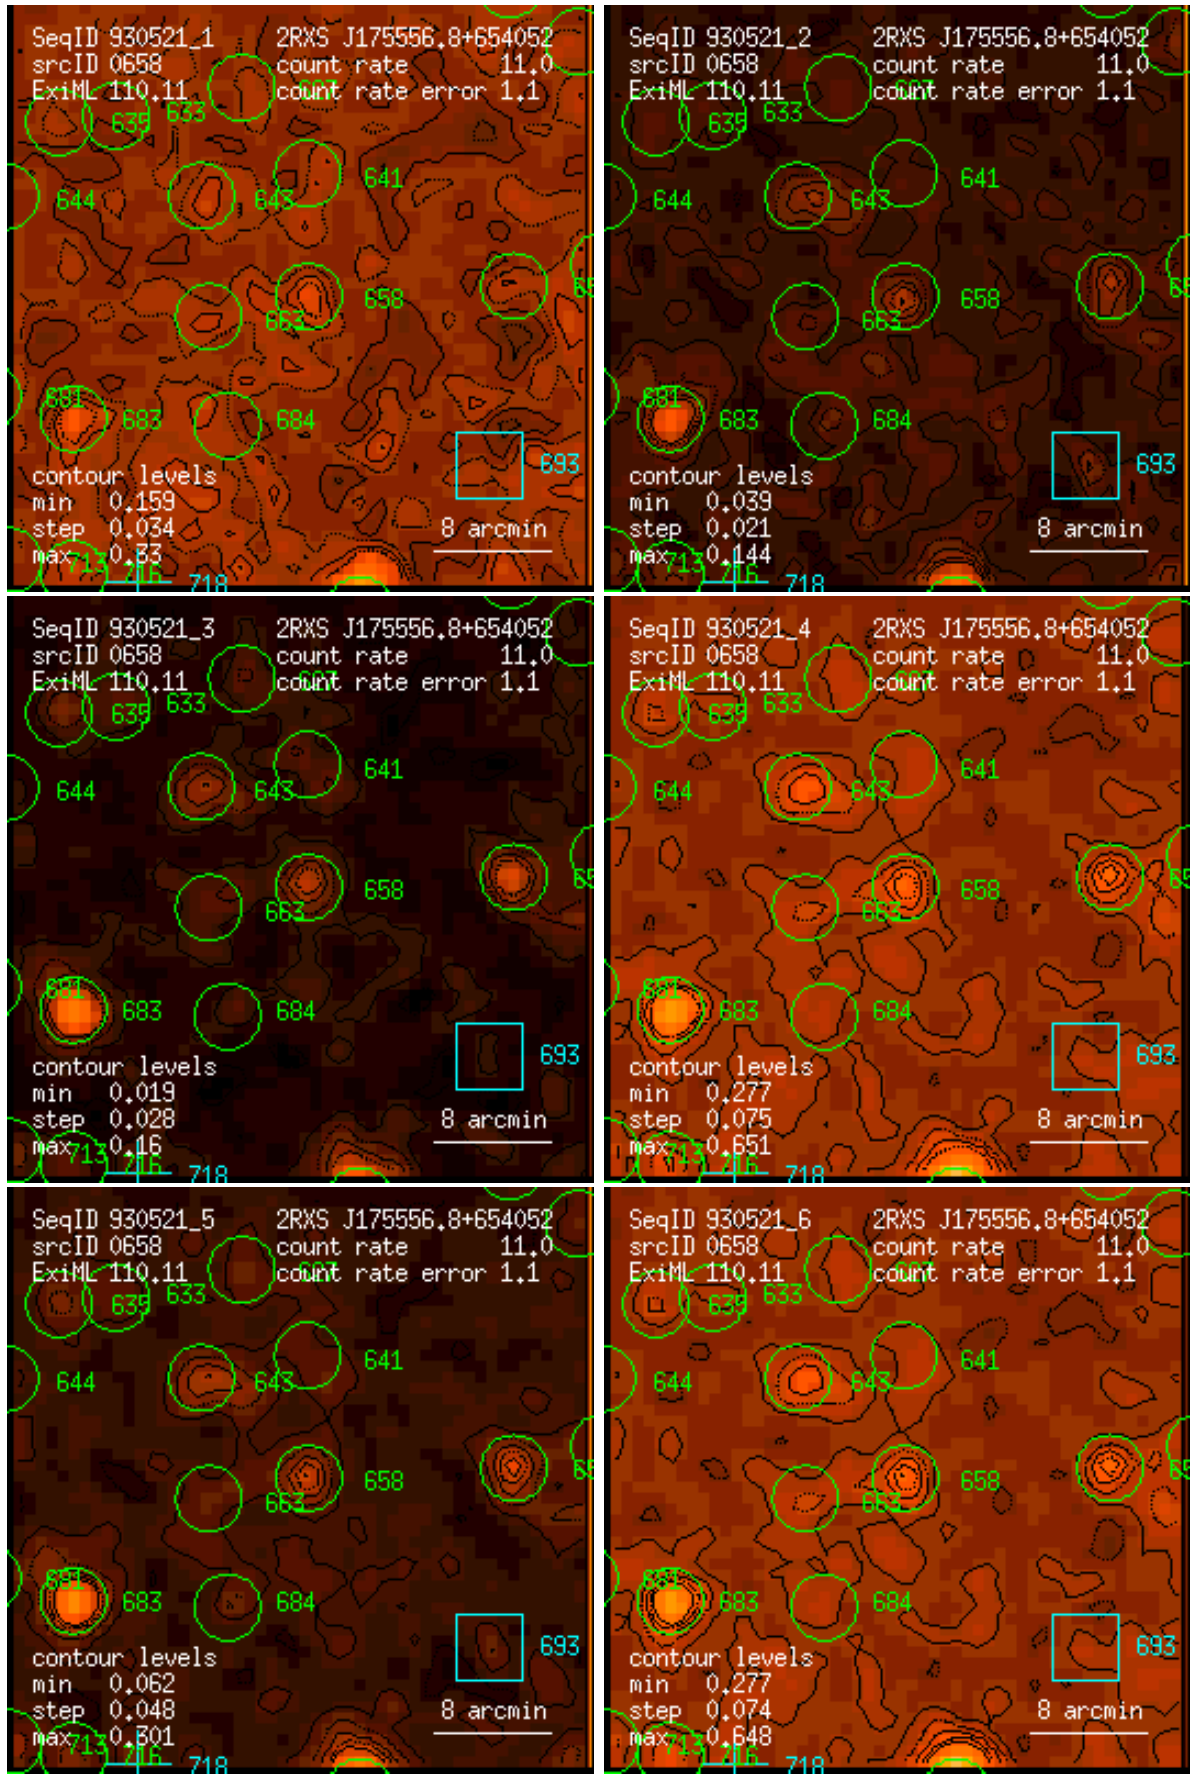 SeqID 930521_1 2RXS J175556.8+654052
srcID 0658 count rate 11.0
ExiML 110.11 count rate error 1.1
635 633
644 643 641
658
663
681 683 684
693
contour levels
min 0.159
step 0.034
max 0.33
8 arcmin
713 716 718
SeqID 930521_2 2RXS J175556.8+654052
srcID 0658 count rate 11.0
ExiML 110.11 count rate error 1.1
635 633
644 643 641
658
663
681 683 684
693
contour levels
min 0.039
step 0.021
max 0.144
8 arcmin
713 716 718
SeqID 930521_3 2RXS J175556.8+654052
srcID 0658 count rate 11.0
ExiML 110.11 count rate error 1.1
635 633
644 643 641
658
663
681 683 684
693
contour levels
min 0.019
step 0.028
max 0.16
8 arcmin
713 716 718
SeqID 930521_4 2RXS J175556.8+654052
srcID 0658 count rate 11.0
ExiML 110.11 count rate error 1.1
635 633
644 643 641
658
663
681 683 684
693
contour levels
min 0.277
step 0.075
max 0.651
8 arcmin
713 716 718
SeqID 930521_5 2RXS J175556.8+654052
srcID 0658 count rate 11.0
ExiML 110.11 count rate error 1.1
635 633
644 643 641
658
663
681 683 684
693
contour levels
min 0.062
step 0.048
max 0.301
8 arcmin
713 716 718
SeqID 930521_6 2RXS J175556.8+654052
srcID 0658 count rate 11.0
ExiML 110.11 count rate error 1.1
635 633
644 643 641
658
663
681 683 684
693
contour levels
min 0.277
step 0.074
max 0.648
8 arcmin
713 716 718